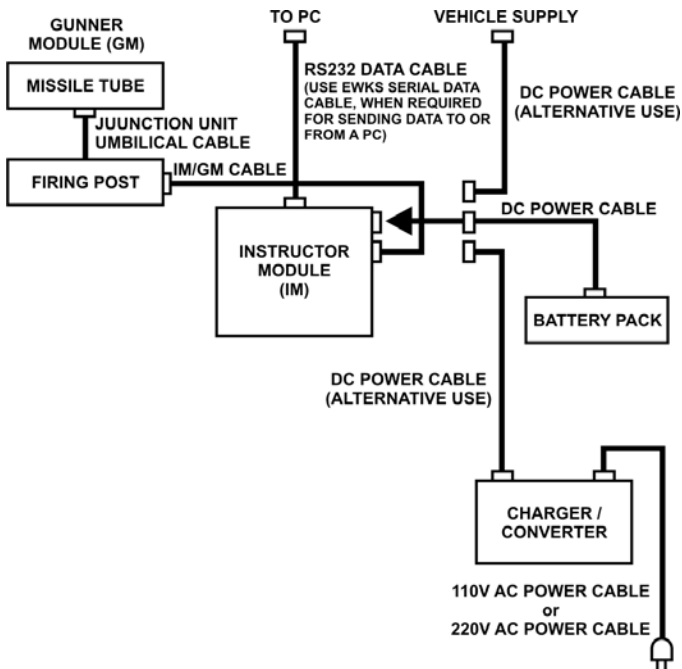 GUNNER
MODULE (GM)
MISSILE TUBE
JUUNCTION UNIT
UMBILICAL CABLE
FIRING POST
IM/GM CABLE
TO PC
RS232 DATA CABLE
(USE EWKS SERIAL DATA
CABLE, WHEN REQUIRED
FOR SENDING DATA TO OR
FROM A PC)
VEHICLE SUPPLY
DC POWER CABLE
(ALTERNATIVE USE)
DC POWER CABLE
INSTRUCTOR
MODULE
(IM)
BATTERY PACK
DC POWER CABLE
(ALTERNATIVE USE)
CHARGER /
CONVERTER
110V AC POWER CABLE
or
220V AC POWER CABLE